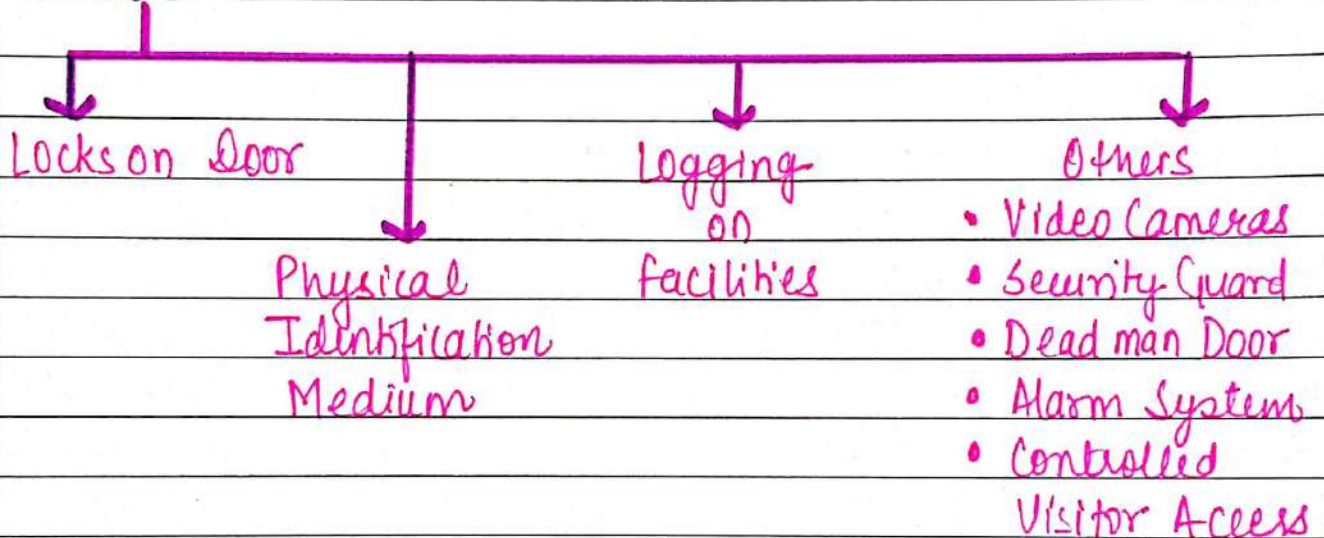 Locks on Door
Physical
Identification
Medium
Logging
on
facilities
Others
• Video Cameras
• Security Guard
• Dead man Door
• Alarm System
• Controlled
Visitor Access